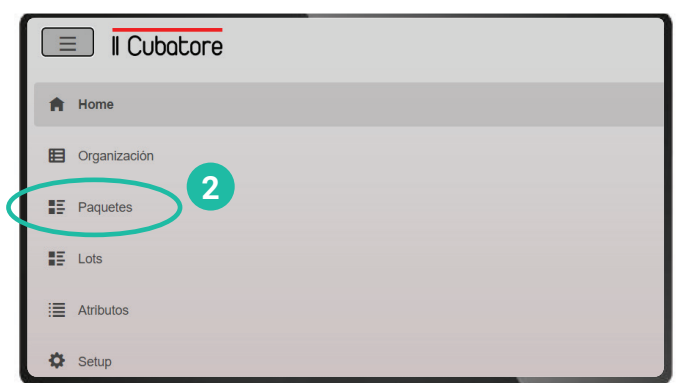 Il Cubatore
Home
Organización
Paquetes
2
Lots
Atributos
Setup